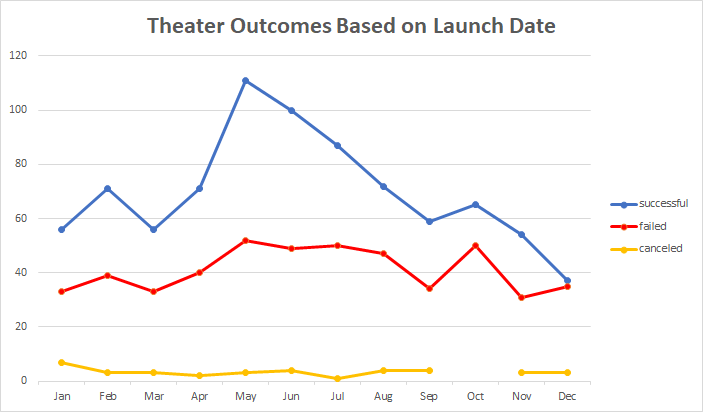 Theater Outcomes Based on Launch Date
120
100
80
60
40
20
0
Jan Feb Mar Apr May Jun Jul Aug Sep Oct Nov Dec
successful
failed
canceled